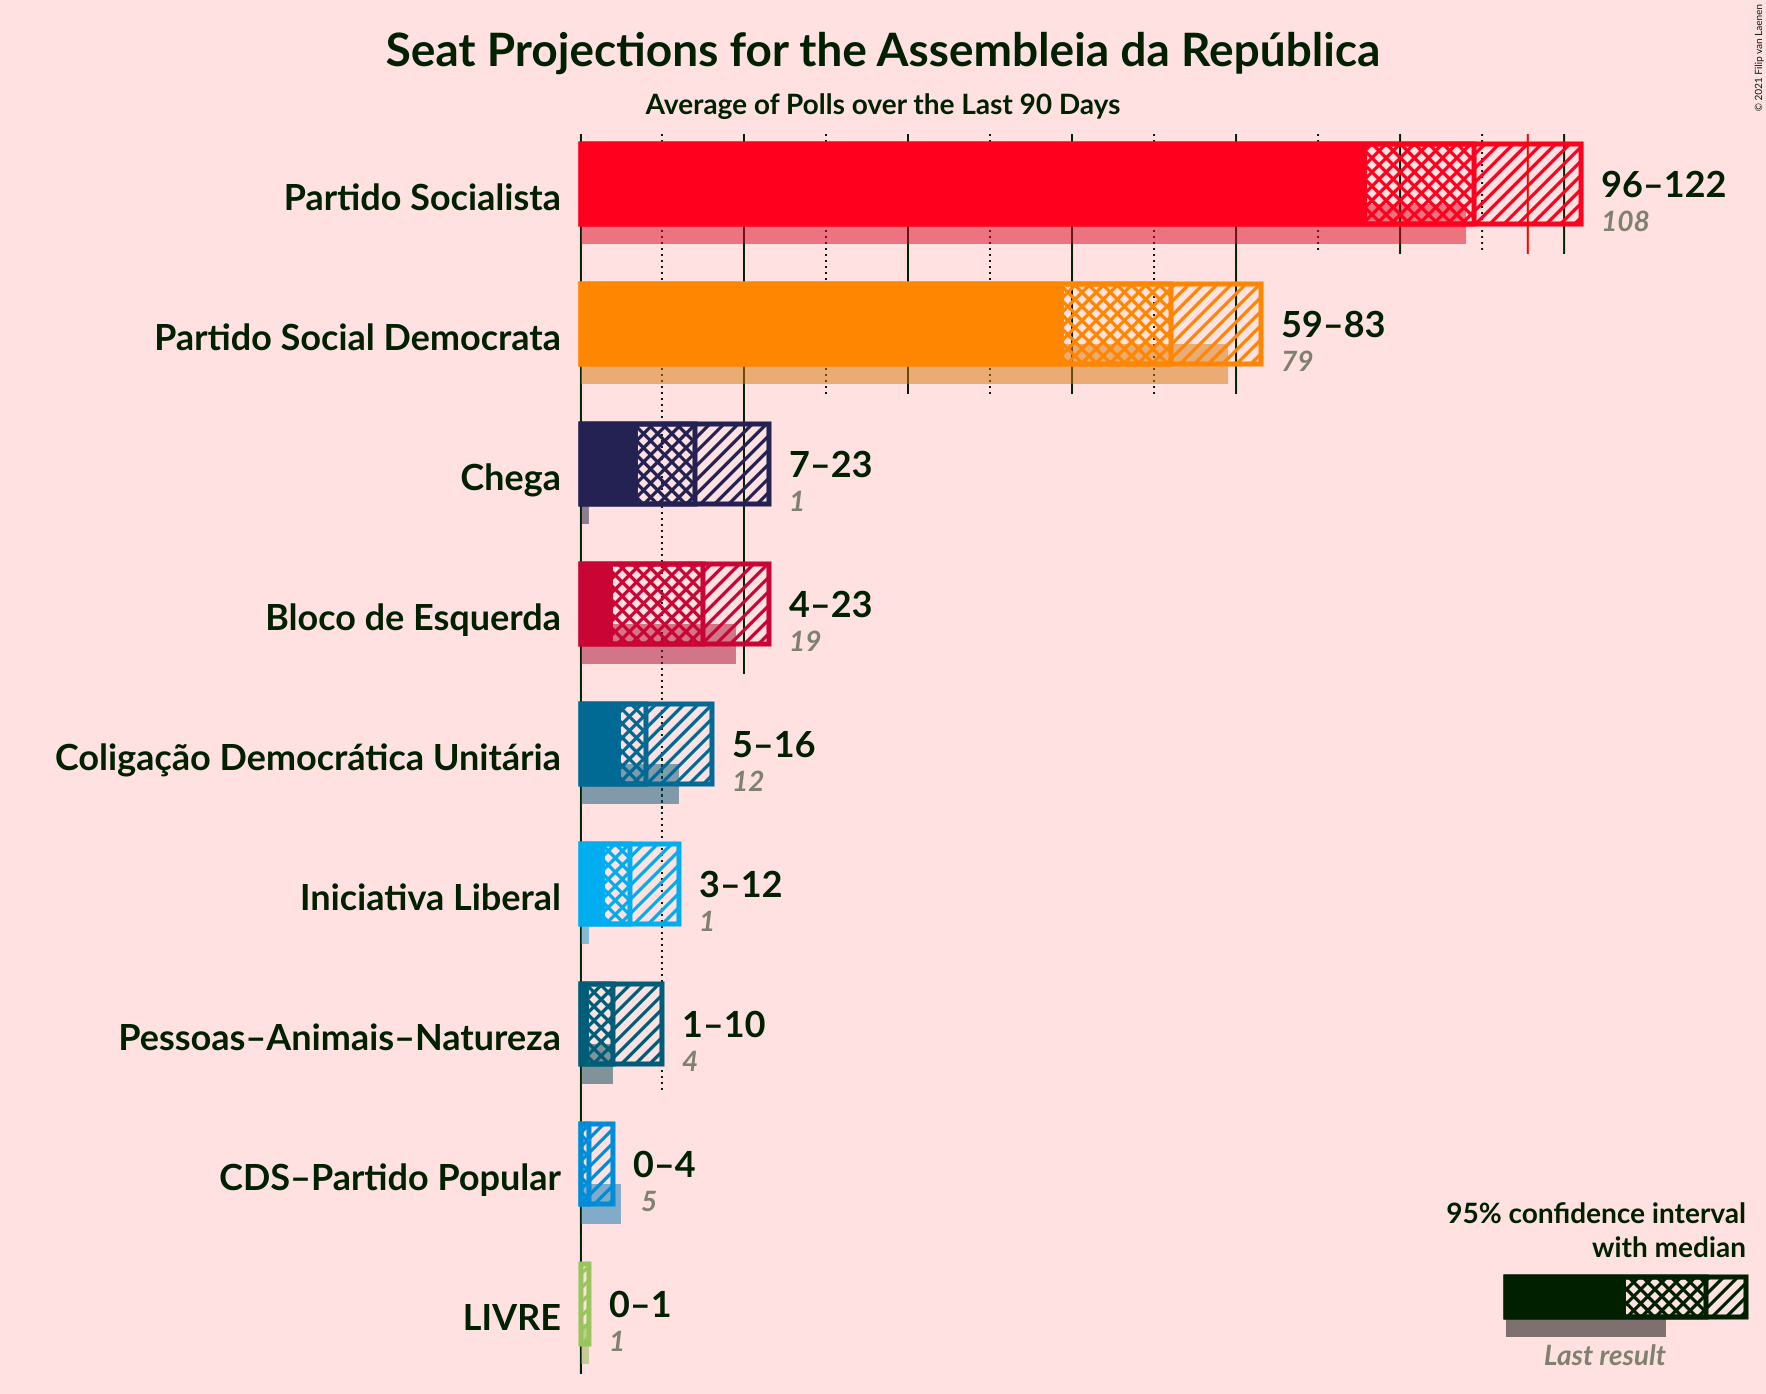 Seat Projections for the Assembleia da República
Average of Polls over the Last 90 Days
© 2021 Filip van Laenen
Partido Socialista
96–122
108
Partido Social Democrata
59–83
79
Chega
7–23
1
Bloco de Esquerda
4–23
19
Coligação Democrática Unitária
5–16
12
Iniciativa Liberal
3–12
1
Pessoas–Animais–Natureza
1–10
4
CDS–Partido Popular
0–4
5
LIVRE
0–1
1
95% confidence interval
with median
Last result